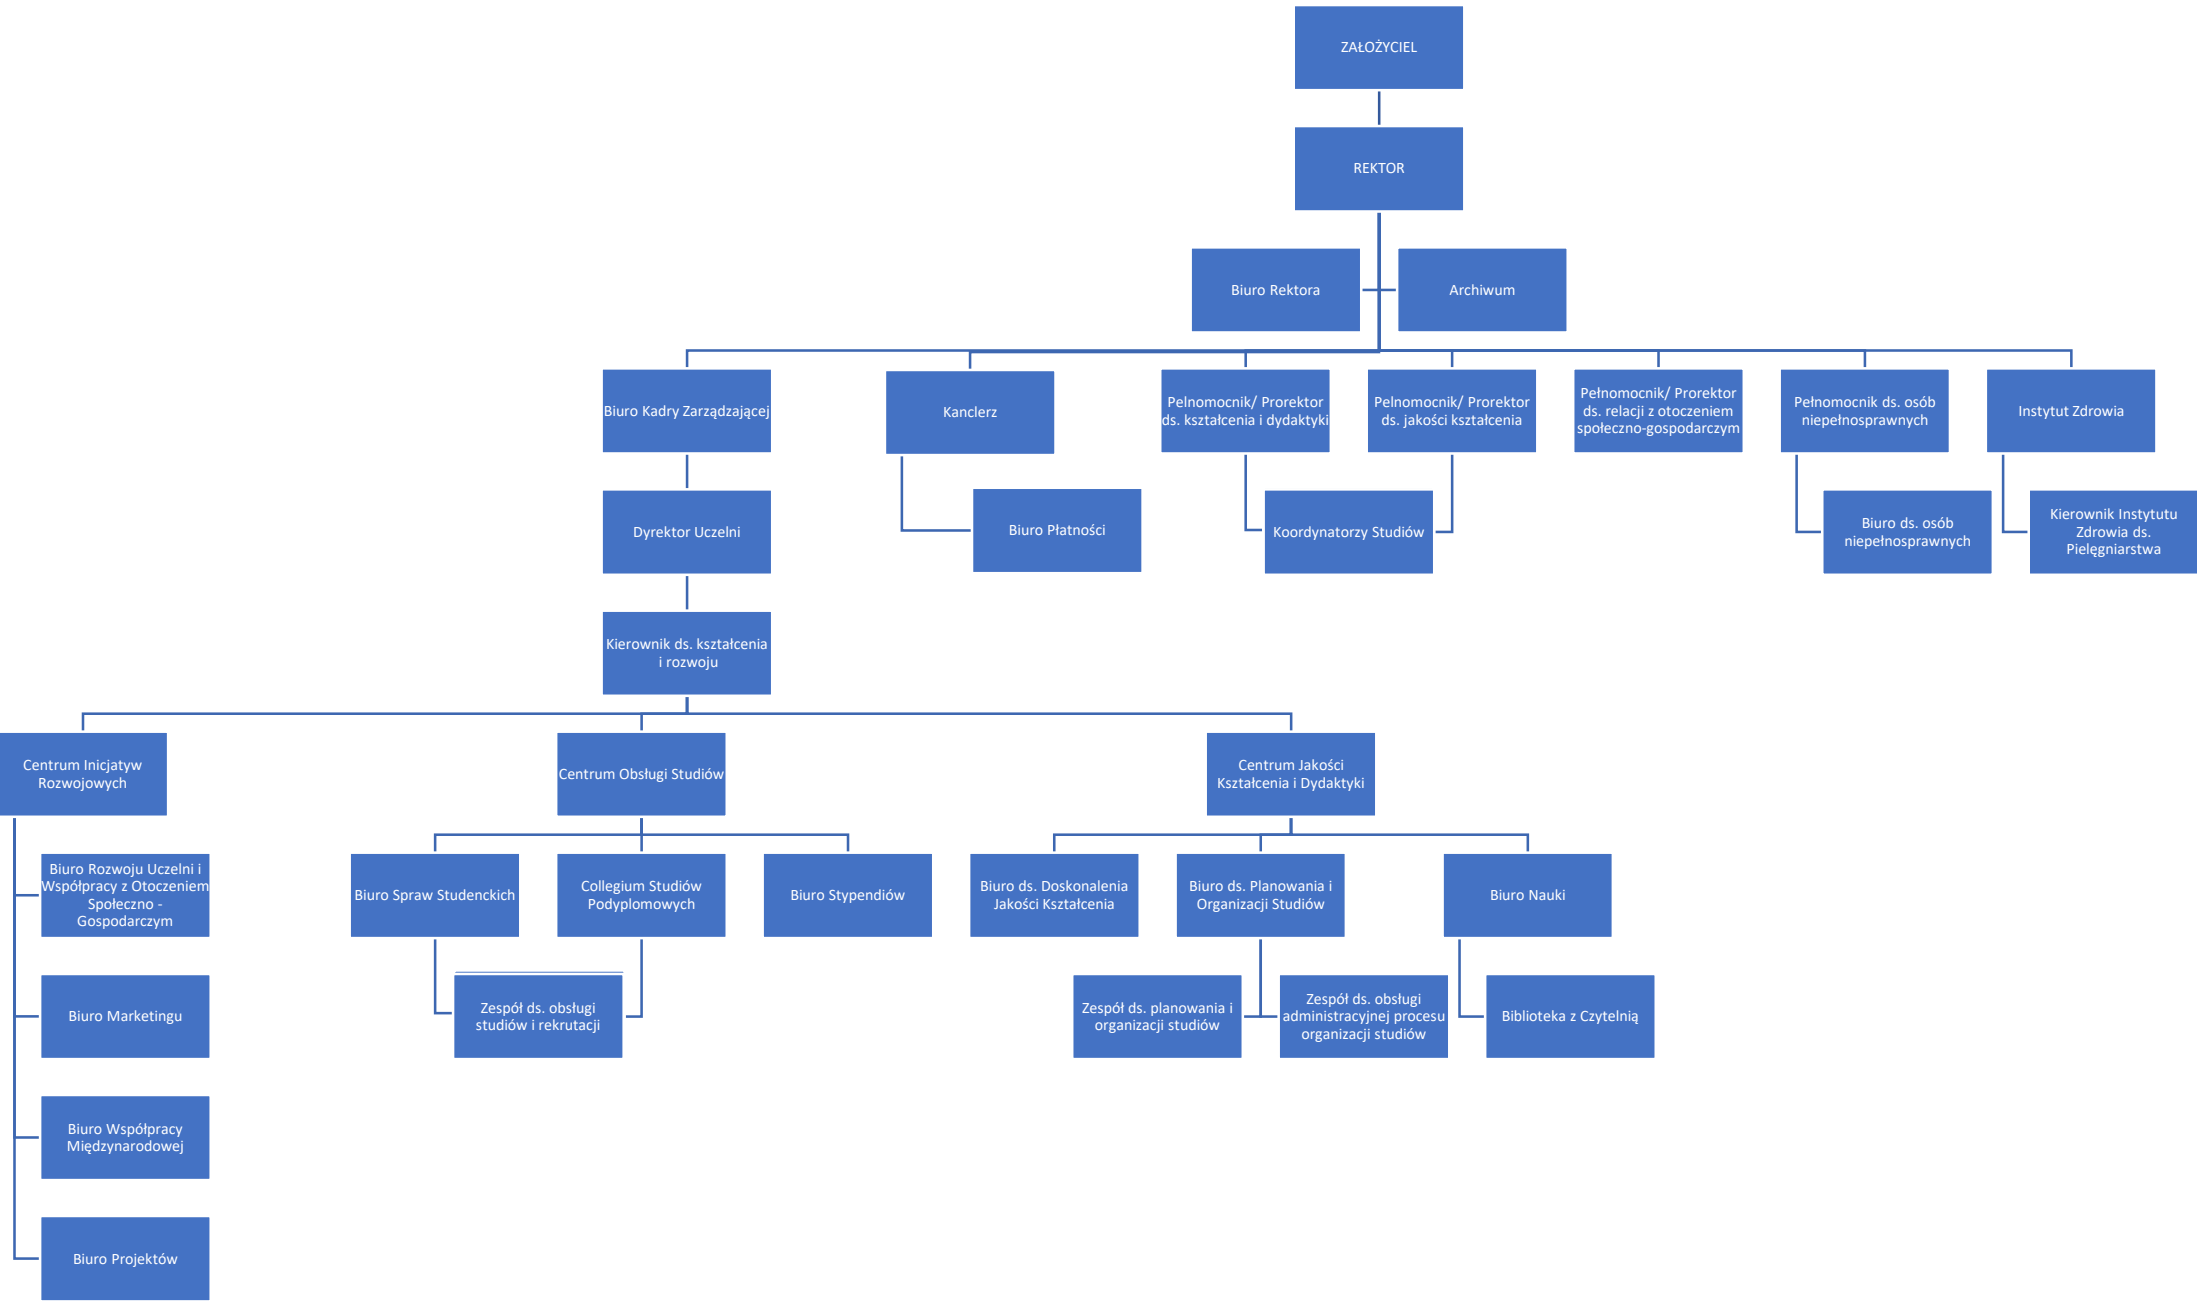 ZAŁOŻYCIEL
REKTOR
Biuro Rektora
Archiwum
Biuro Kadry Zarządzającej
Kanclerz
Pelnomocnik/ Prorektor
ds. kształcenia i dydaktyki
Pelnomocnik/ Prorektor
ds. jakości kształcenia
Pełnomocnik/ Prorektor
ds. relacji z otoczeniem
społeczno-gospodarczym
Pełnomocnik ds. osób
niepełnosprawnych
Instytut Zdrowia
Dyrektor Uczelni
Biuro Płatności
Koordynatorzy Studiów
Biuro ds. osób
niepełnosprawnych
Kierownik Instytutu
Zdrowia ds.
Pielęgniarstwa
Kierownik ds. kształcenia
i rozwoju
Centrum Inicjatyw
Rozwojowych
Centrum Obsługi Studiów
Centrum Jakości
Kształcenia i Dydaktyki
Biuro Rozwoju Uczelni i
Współpracy z Otoczeniem
Społeczno -
Gospodarczym
Biuro Spraw Studenckich
Collegium Studiów
Podyplomowych
Biuro Stypendiów
Biuro ds. Doskonalenia
Jakości Kształcenia
Biuro ds. Planowania i
Organizacji Studiów
Biuro Nauki
Biuro Marketingu
Zespół ds. obsługi
studiów i rekrutacji
Zespół ds. planowania i
organizacji studiów
Zespół ds. obsługi
administracyjnej procesu
organizacji studiów
Biblioteka z Czytelnią
Biuro Współpracy
Międzynarodowej
Biuro Projektów